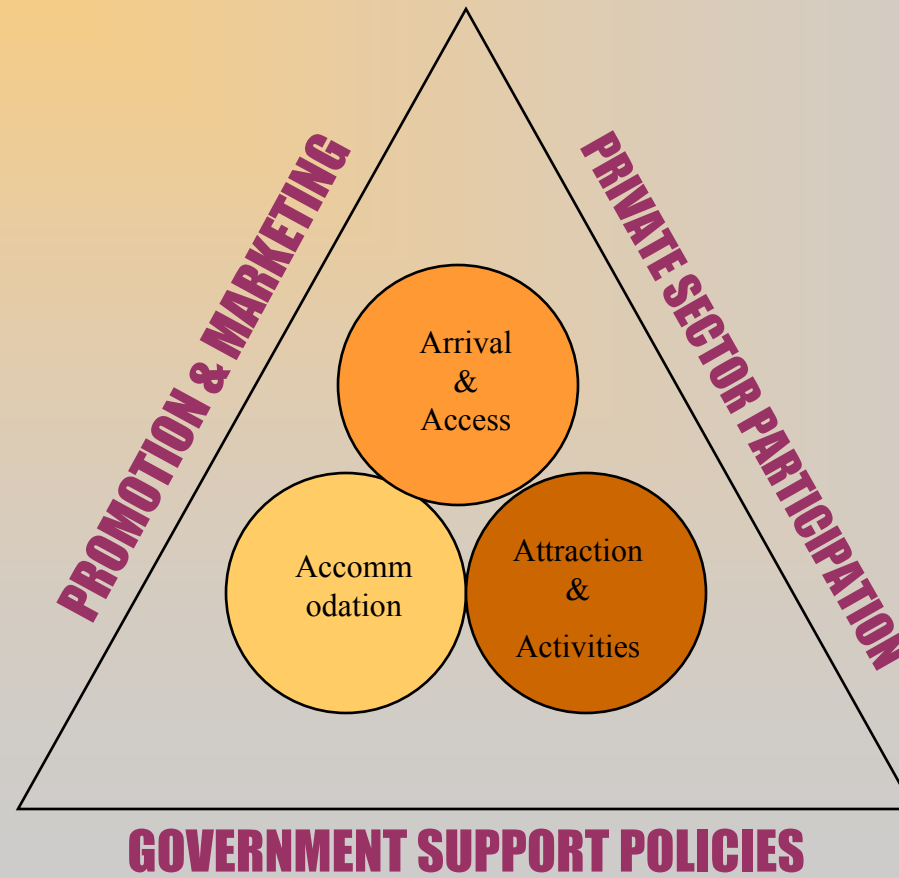 PROMOTION & MARKETING
PRIVATE SECTOR PARTICIPATION
Arrival
&
Access
Accomm
odation
Attraction
&
Activities
GOVERNMENT SUPPORT POLICIES